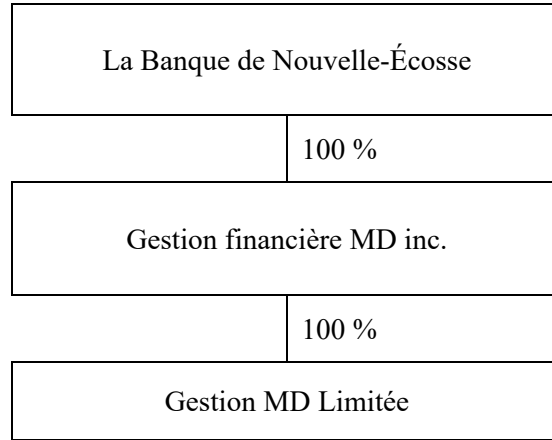 La Banque de Nouvelle-Écosse
100 %
Gestion financière MD inc.
100 %
Gestion MD Limitée